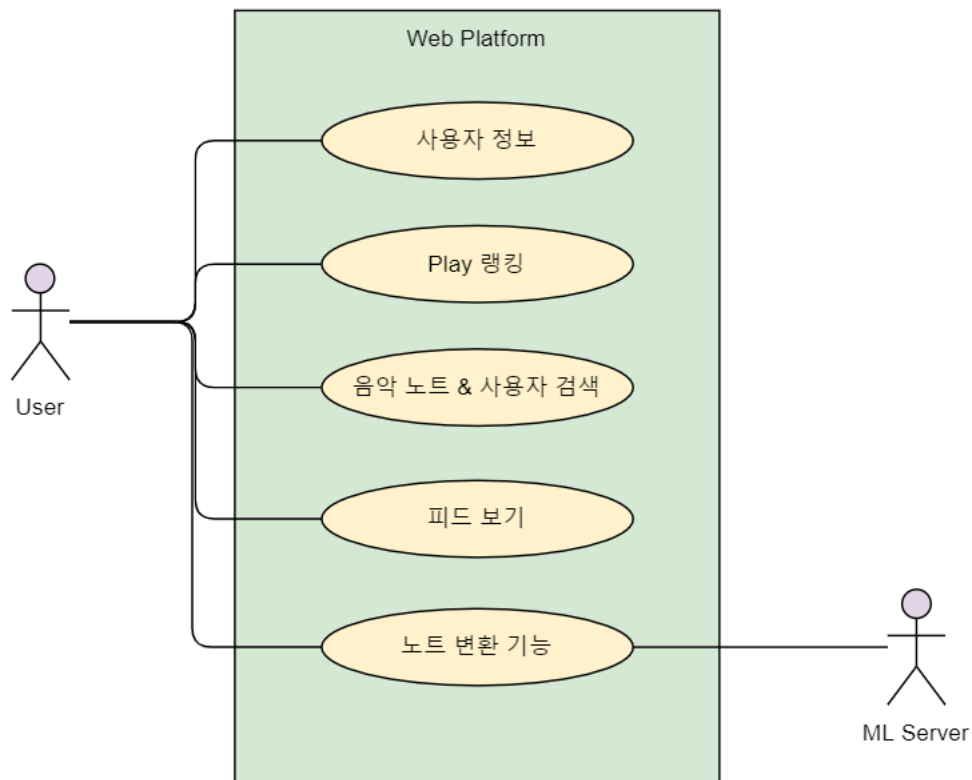 Web Platform
사용자 정보
Play 랭킹
음악 노트 & 사용자 검색
User
피드 보기
노트 변환 기능
ML Server